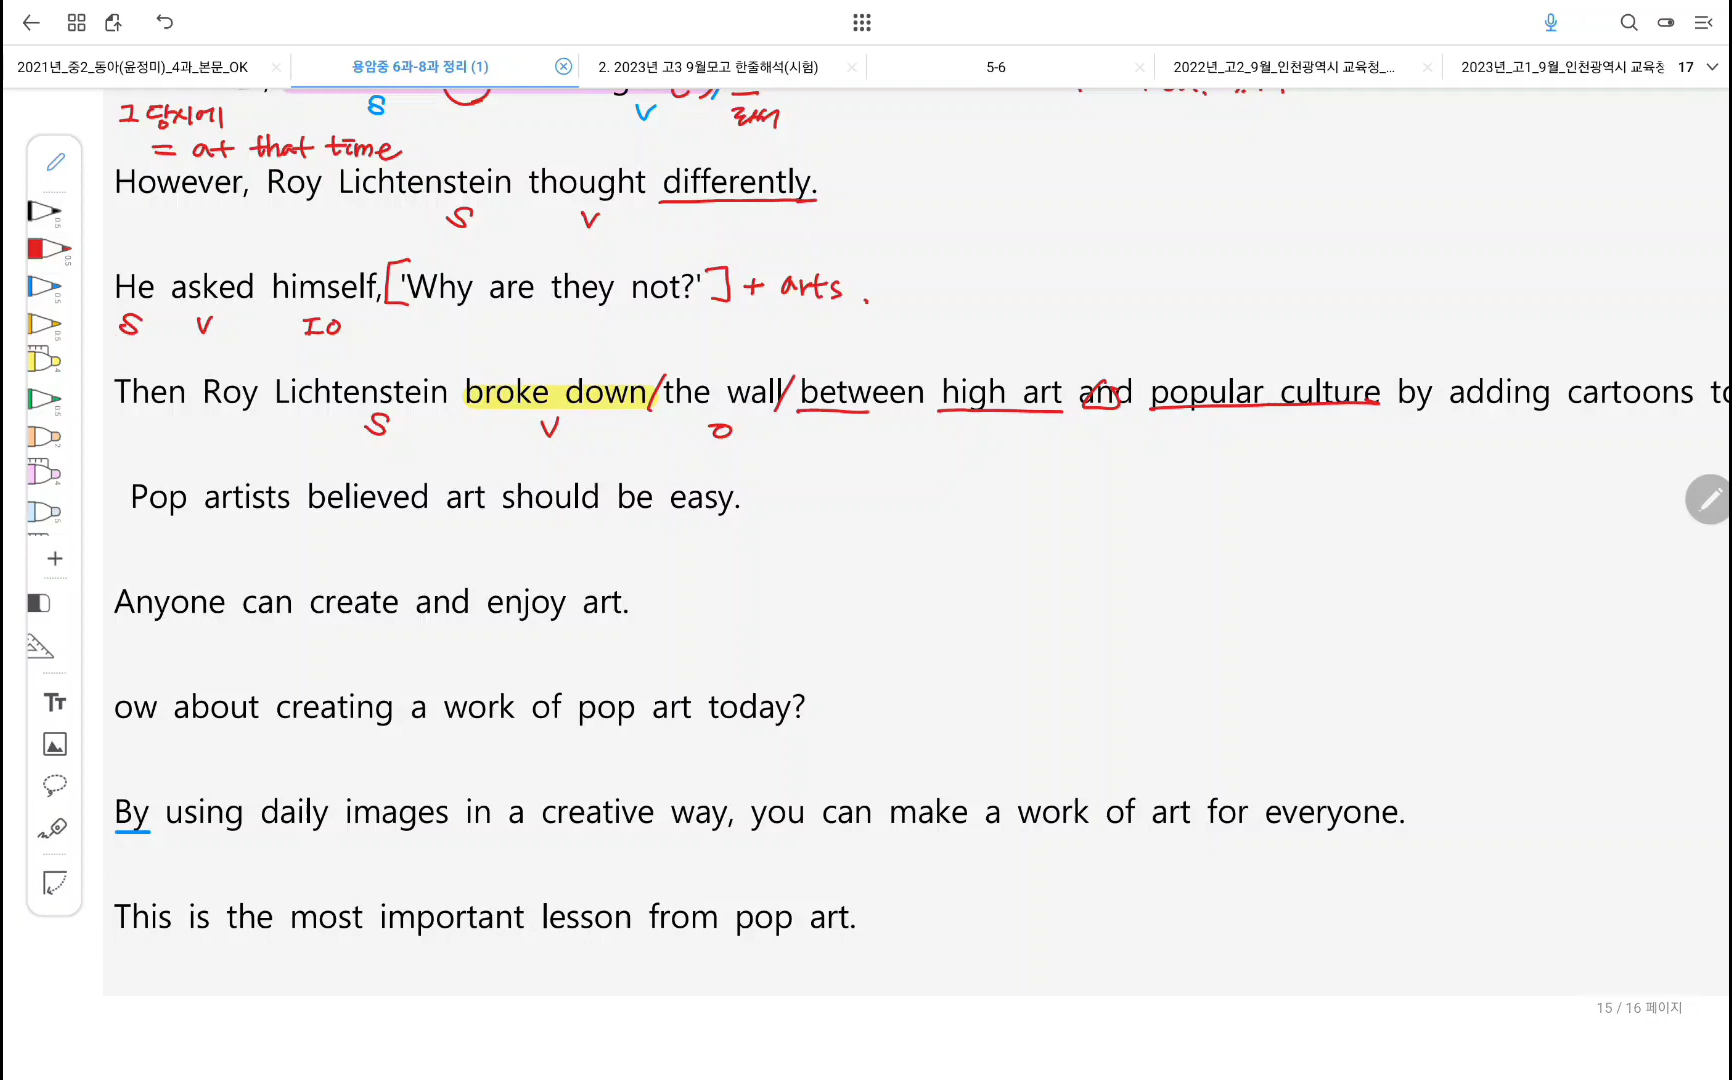 2021년_중2_동아(윤정미)_4과_본문_OK
용암중 6과-8과 정리 (1)
2. 2023년 고3 9월모고 한줄해석(시험)
5-6
2022년_고2_9월_인천광역시 교육청_...
2023년_고1_9월_인천광역시 교육청
17
그 당시에
S
V
로써
= at that time
However, Roy Lichtenstein thought differently.
S V
He asked himself, ['Why are they not?'] + arts.
S V IO
Then Roy Lichtenstein broke down/the wall/between high art and popular culture by adding cartoons to
S V O
Pop artists believed art should be easy.
Anyone can create and enjoy art.
ow about creating a work of pop art today?
By using daily images in a creative way, you can make a work of art for everyone.
This is the most important lesson from pop art.
15 / 16 페이지